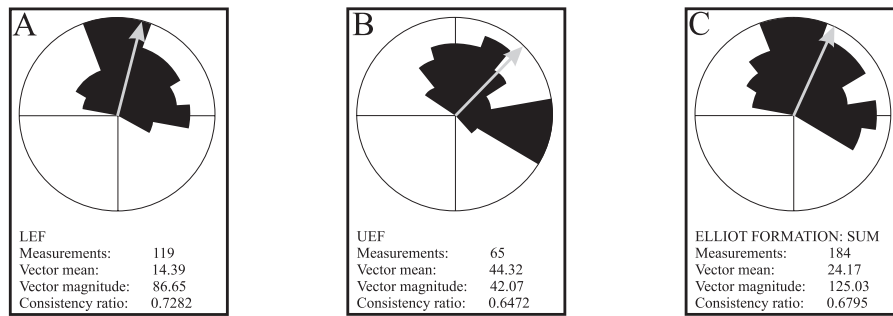 A
LEF
Measurements: 119
Vector mean: 14.39
Vector magnitude: 86.65
Consistency ratio: 0.7282
B
UEF
Measurements: 65
Vector mean: 44.32
Vector magnitude: 42.07
Consistency ratio: 0.6472
C
ELLIOT FORMATION: SUM
Measurements: 184
Vector mean: 24.17
Vector magnitude: 125.03
Consistency ratio: 0.6795